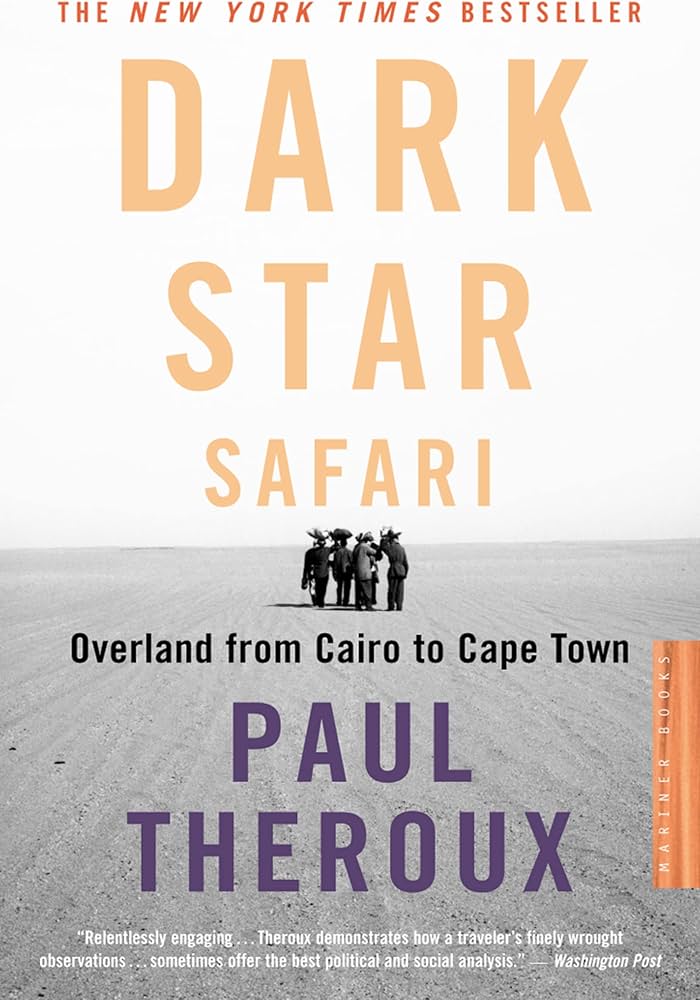 THE NEW YORK TIMES BESTSELLER
DARK
STAR
SAFARI
Overland from Cairo to Cape Town
PAUL
THEROUX
MARINER BOOKS
“Relentlessly engaging . . . Theroux demonstrates how a traveler’s finely wrought
observations . . . sometimes offer the best political and social analysis.” — Washington Post